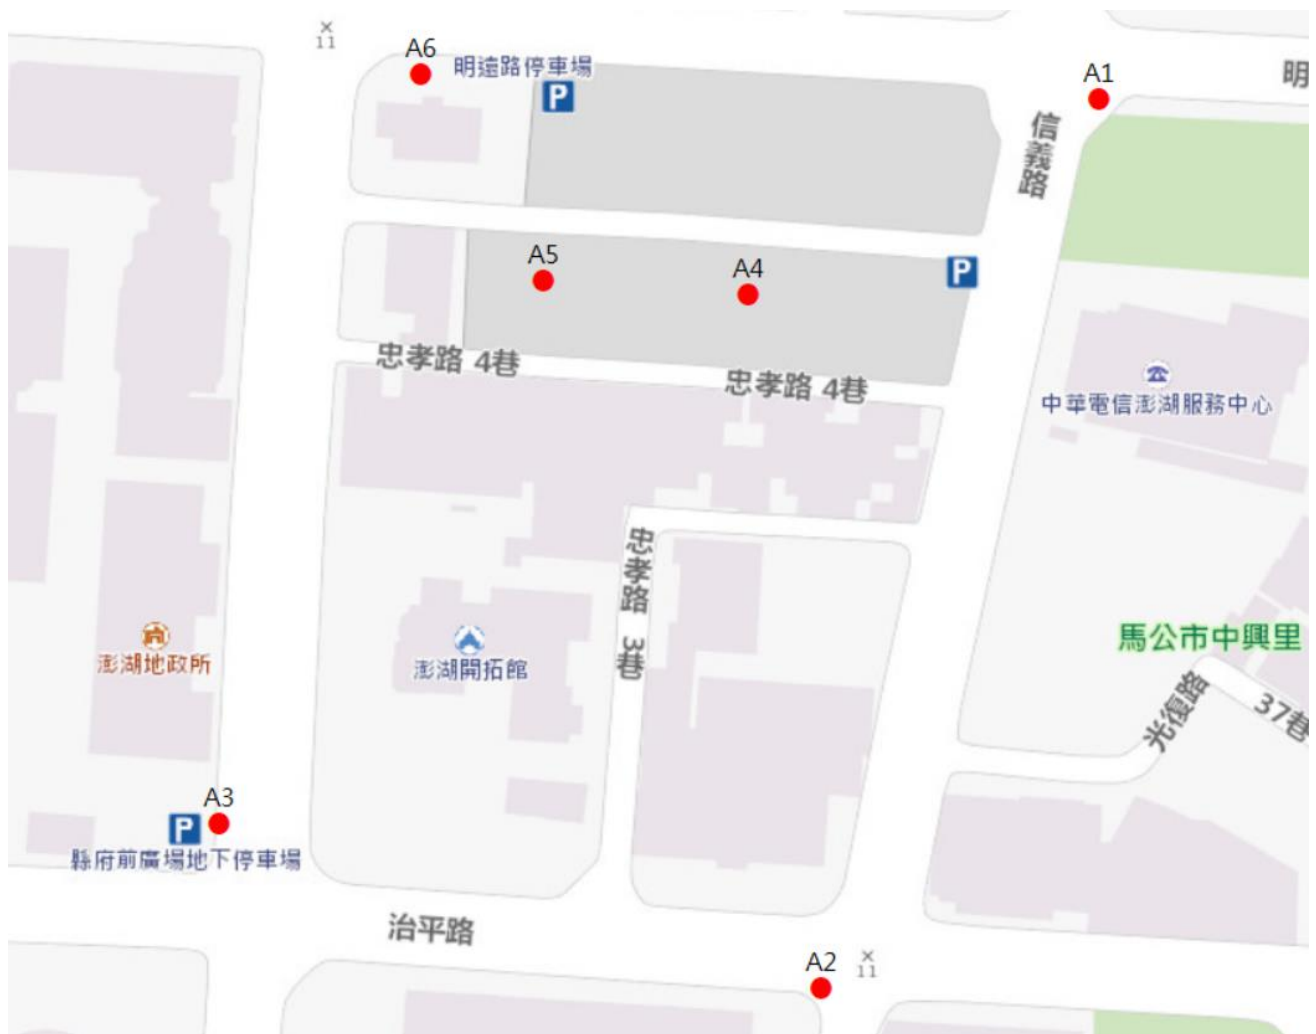 ×
11
A6
明遠路停車場
P
A1
明
信義路
A5
A4
P
忠孝路 4巷
忠孝路 4巷
中華電信澎湖服務中心
忠孝路 3巷
澎湖地政所
澎湖開拓館
馬公市中興里
光復路
37巷
A3
P
縣府前廣場地下停車場
治平路
A2
×
11